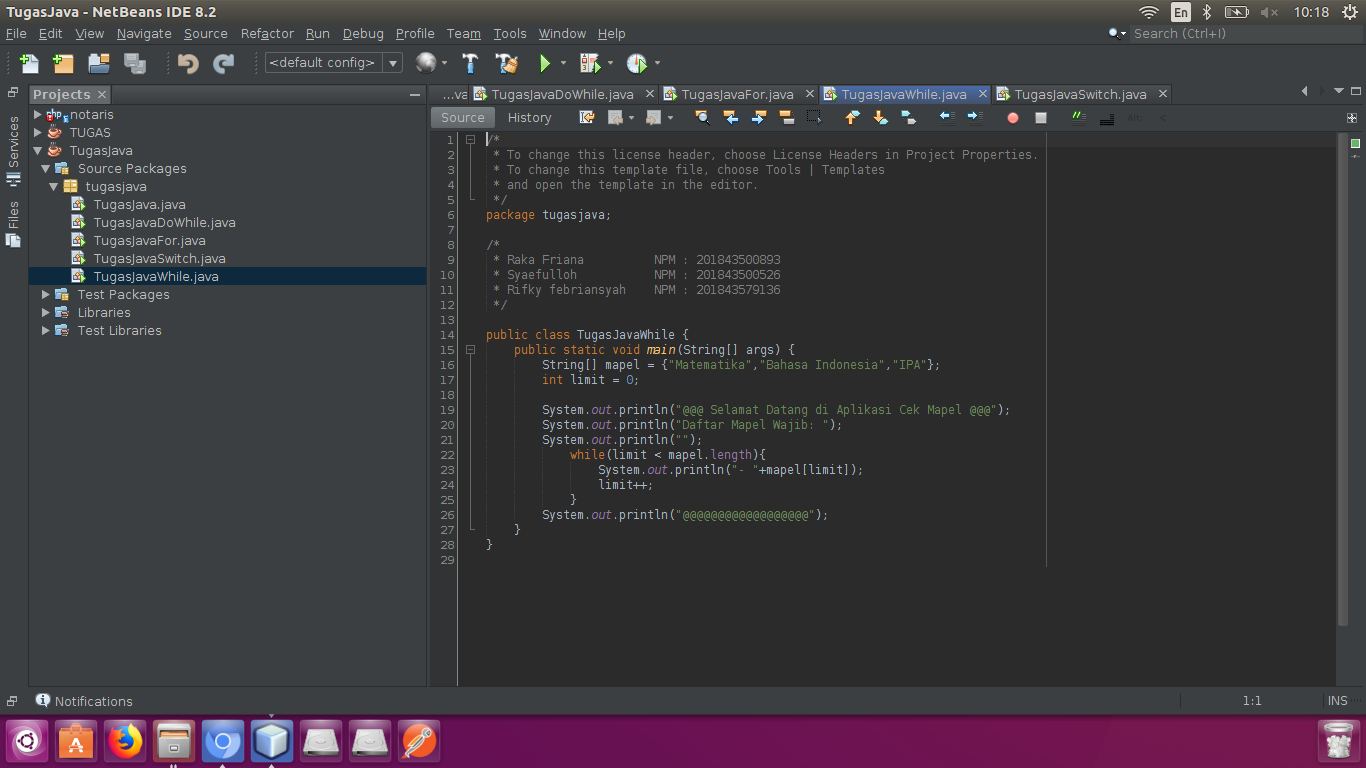 TugasJava - NetBeans IDE 8.2
En
10:18
File Edit View Navigate Source Refactor Run Debug Profile Team Tools Window Help
Search (Ctrl+I)
<default config>
Projects
...va
TugasJavaDoWhile.java
TugasJavaFor.java
TugasJavaWhile.java
TugasJavaSwitch.java
Services
Files
notaris
TUGAS
TugasJava
Source Packages
tugasjava
TugasJava.java
TugasJavaDoWhile.java
TugasJavaFor.java
TugasJavaSwitch.java
TugasJavaWhile.java
Test Packages
Libraries
Test Libraries
Source History
1 /*
2 * To change this license header, choose License Headers in Project Properties.
3 * To change this template file, choose Tools | Templates
4 * and open the template in the editor.
5 */
6 package tugasjava;
7
8 /*
9 * Raka Friana NPM : 201843500893
10 * Syaefulloh NPM : 201843500526
11 * Rifky febriansyah NPM : 201843579136
12 */
13
14 public class TugasJavaWhile {
15 public static void main(String[] args) {
16 String[] mapel = {"Matematika","Bahasa Indonesia","IPA"};
17 int limit = 0;
18
19 System.out.println("@@@ Selamat Datang di Aplikasi Cek Mapel @@@");
20 System.out.println("Daftar Mapel Wajib: ");
21 System.out.println("");
22 while(limit < mapel.length){
23 System.out.println("- "+mapel[limit]);
24 limit++;
25 }
26 System.out.println("@@@@@@@@@@@@@@@@@@");
27 }
28 }
29
Notifications
1:1
INS